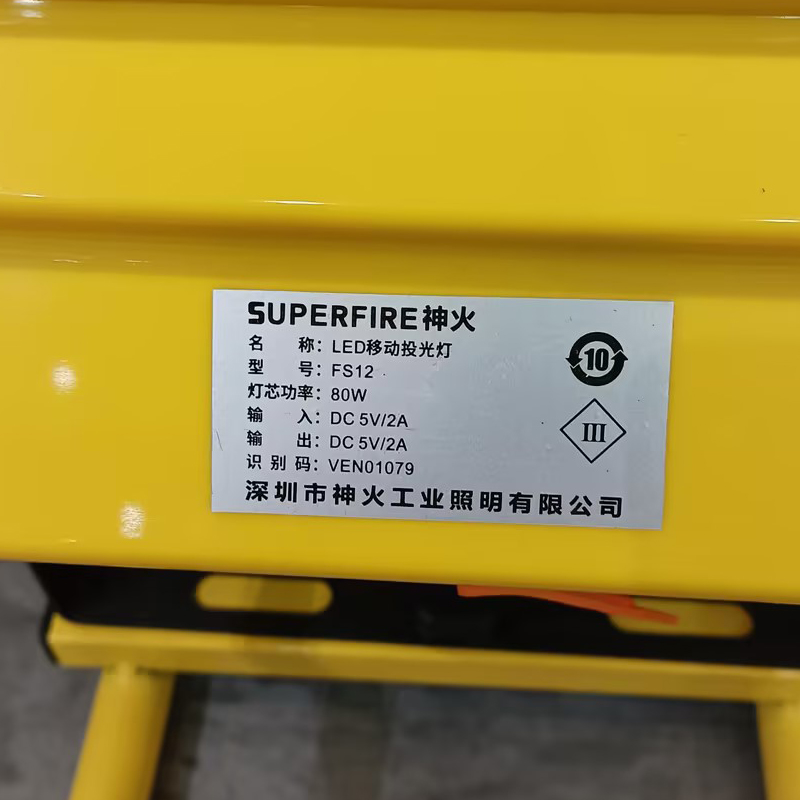 SUPERFIRE神火
名 称：LED移动投光灯
型 号：FS12
灯芯功率：80W
输 入：DC 5V/2A
输 出：DC 5V/2A
识 别 码：VEN01079
深圳市神火工业照明有限公司
10
III